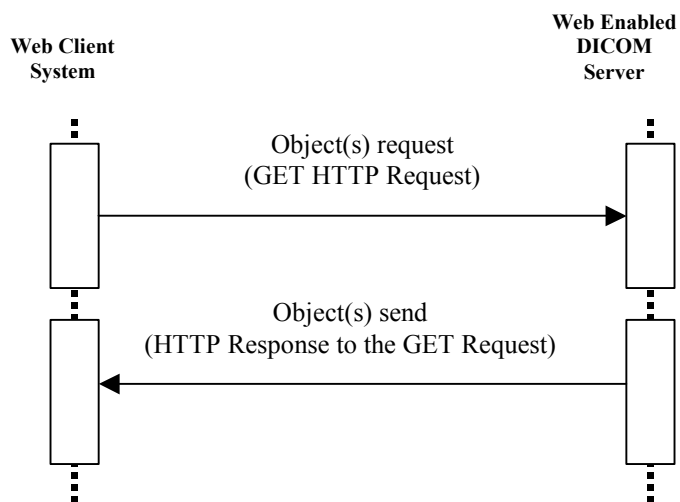 Web Client
System
Web Enabled
DICOM
Server
Object(s) request
(GET HTTP Request)
Object(s) send
(HTTP Response to the GET Request)